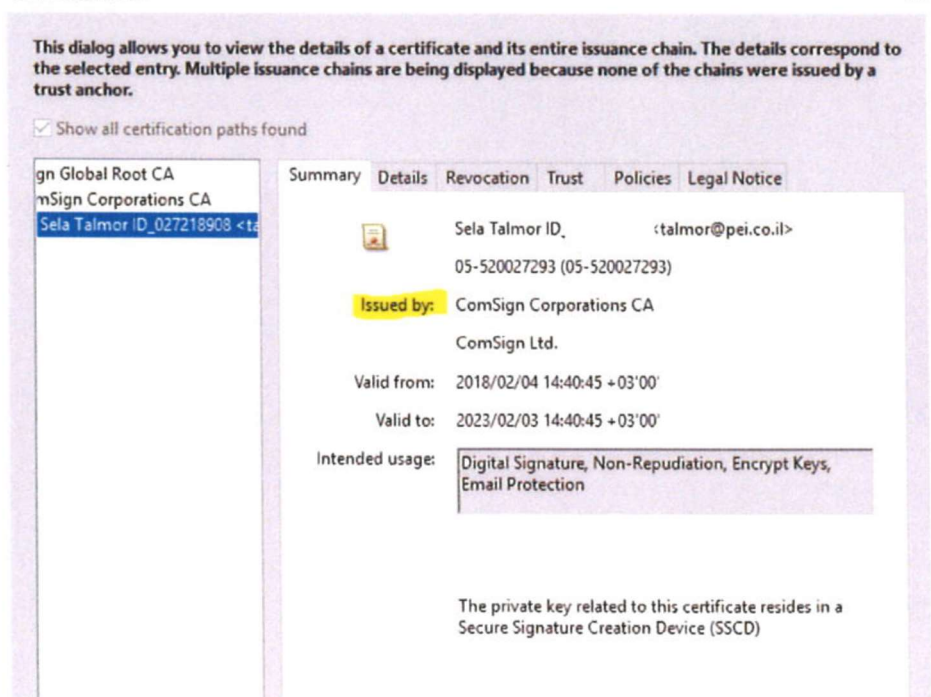 This dialog allows you to view the details of a certificate and its entire issuance chain. The details correspond to
the selected entry. Multiple issuance chains are being displayed because none of the chains were issued by a
trust anchor.
Show all certification paths found
gn Global Root CA
mSign Corporations CA
Sela Talmor ID_027218908 <ta
Summary Details Revocation Trust Policies Legal Notice
Sela Talmor ID_ <talmor@pei.co.il>
05-520027293 (05-520027293)
Issued by: ComSign Corporations CA
ComSign Ltd.
Valid from: 2018/02/04 14:40:45 +03'00'
Valid to: 2023/02/03 14:40:45 +03'00'
Intended usage: Digital Signature, Non-Repudiation, Encrypt Keys,
Email Protection
The private key related to this certificate resides in a
Secure Signature Creation Device (SSCD)